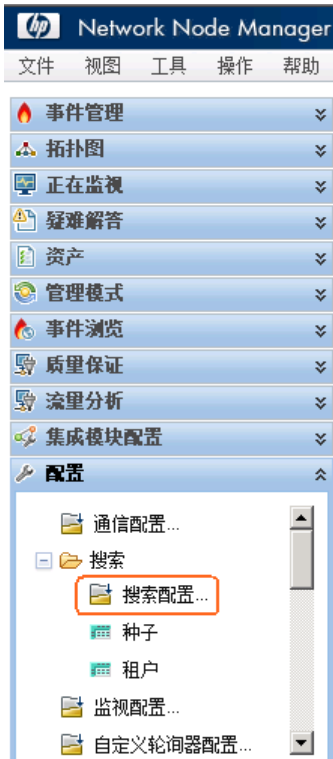 hp Network Node Manager
文件 视图 工具 操作 帮助
事件管理
拓扑图
正在监视
疑难解答
资产
管理模式
事件浏览
质量保证
流里分析
集成模块配置
配置
通信配置...
搜索
搜索配置...
种子
租户
监视配置...
自定义轮询器配置...